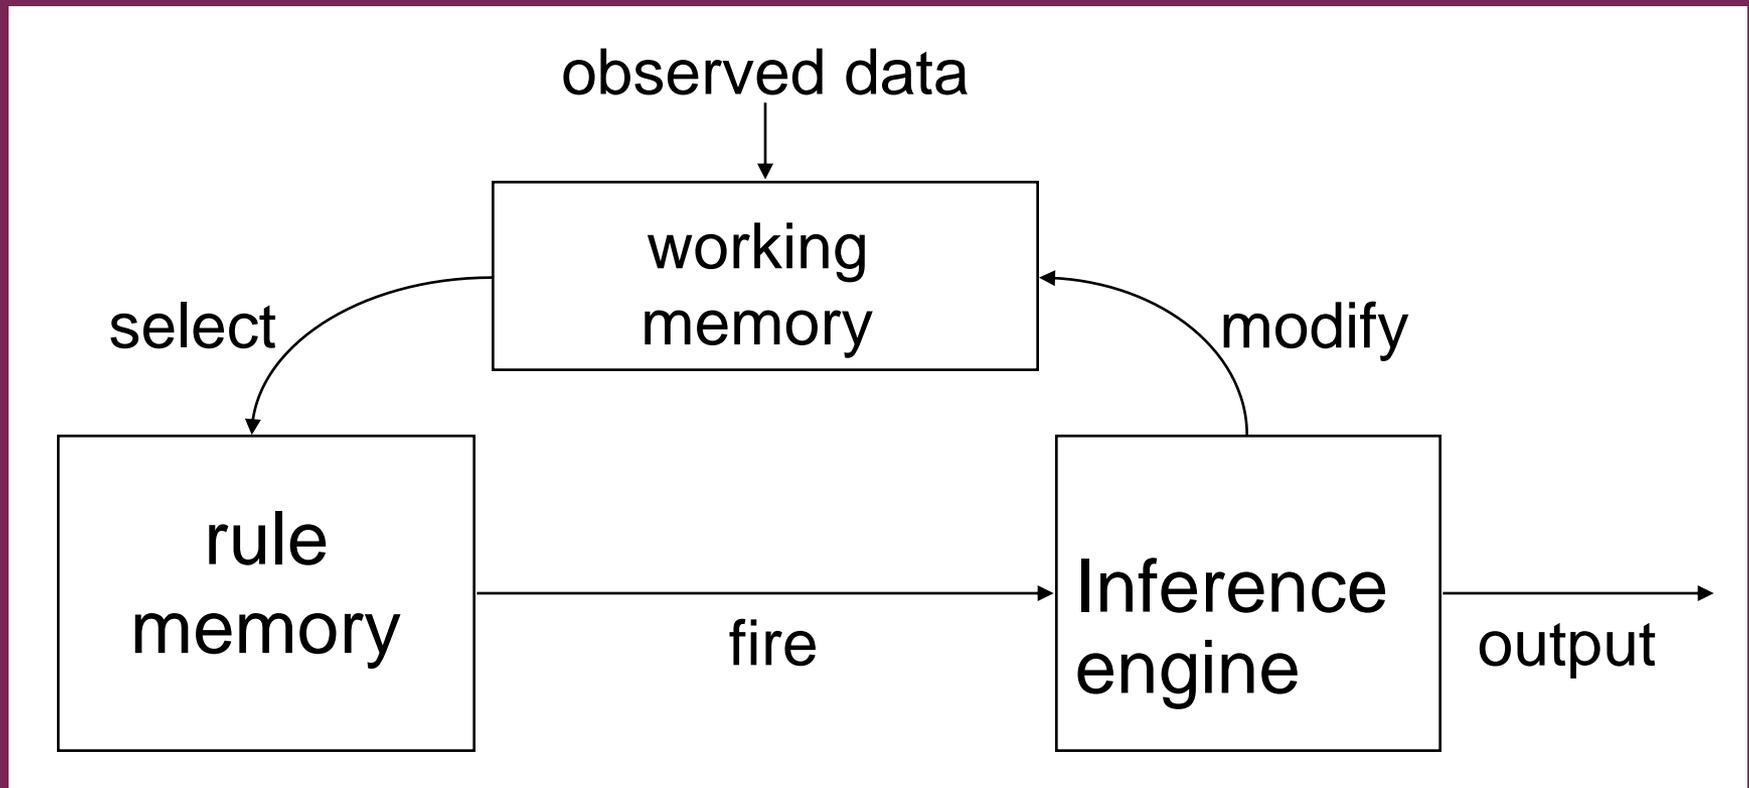 observed data
working
memory
select
modify
rule
memory
fire
Inference
engine
output